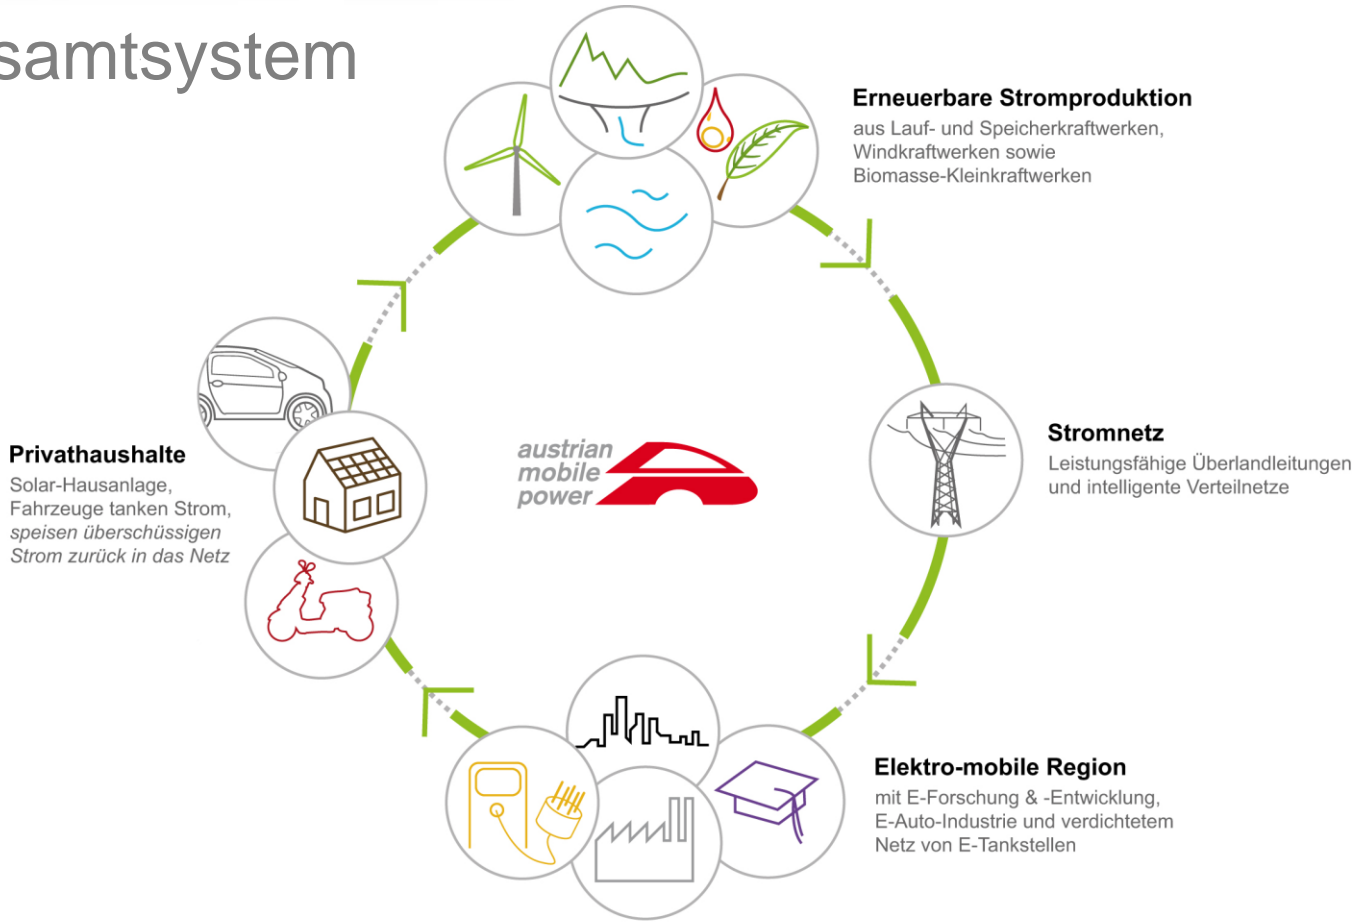 samtsystem
Erneuerbare Stromproduktion
aus Lauf- und Speicherkraftwerken,
Windkraftwerken sowie
Biomasse-Kleinkraftwerken
Stromnetz
Leistungsfähige Überlandleitungen
und intelligente Verteilnetze
austrian
mobile
power
Privathaushalte
Solar-Hausanlage,
Fahrzeuge tanken Strom,
speisen überschüssigen
Strom zurück in das Netz
Elektro-mobile Region
mit E-Forschung & -Entwicklung,
E-Auto-Industrie und verdichtetem
Netz von E-Tankstellen